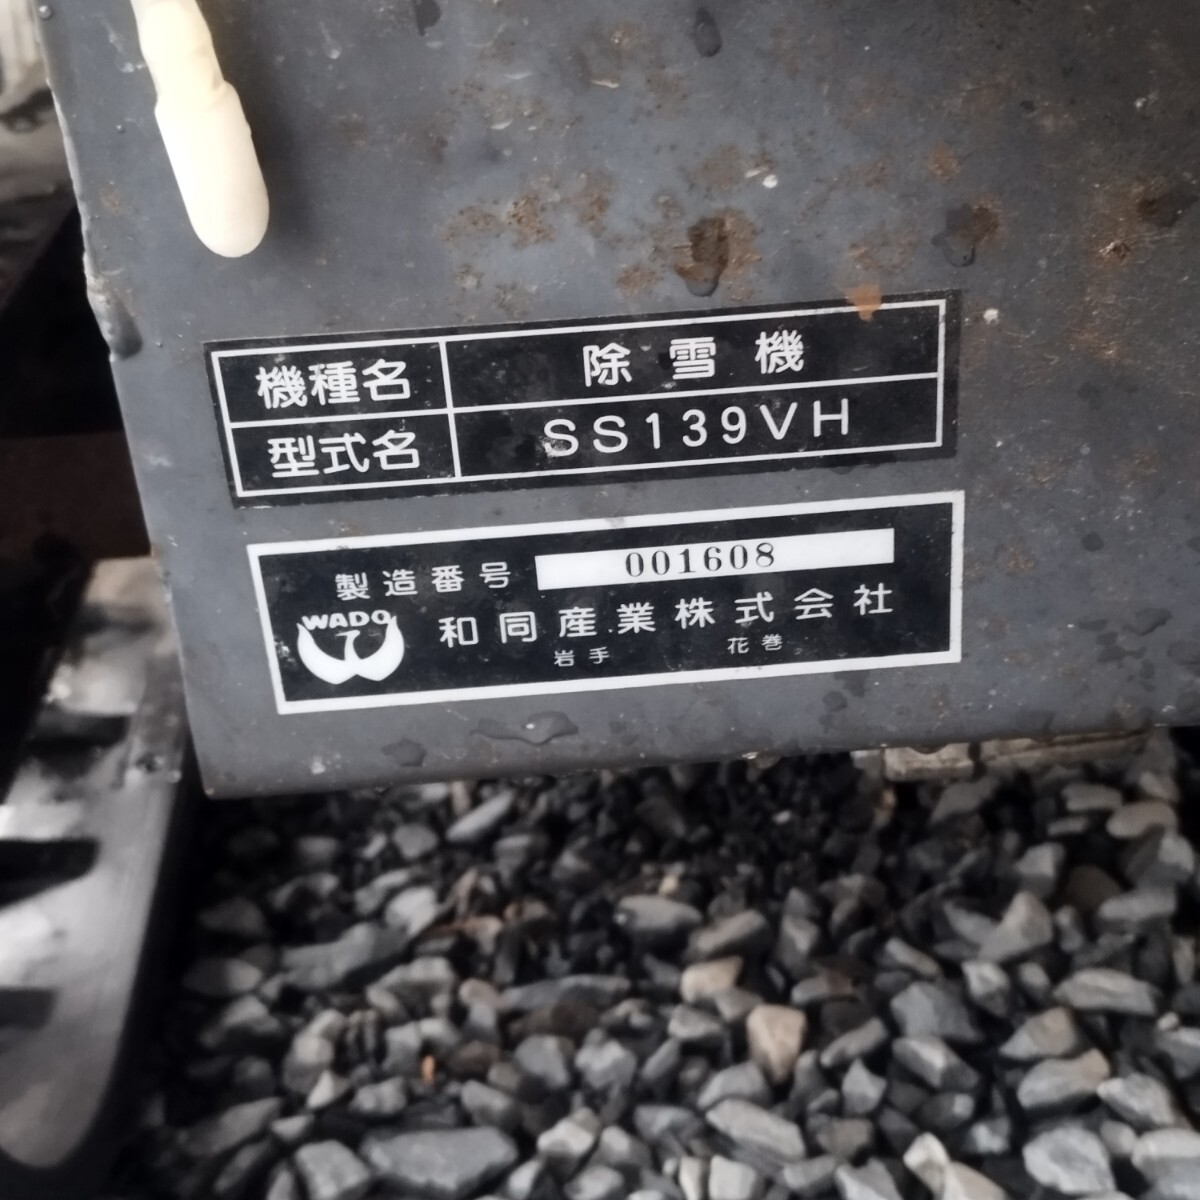 機種名 除雪機
型式名 SS139VH
製造番号 001608
WADO 和同産業株式会社
岩手 花巻